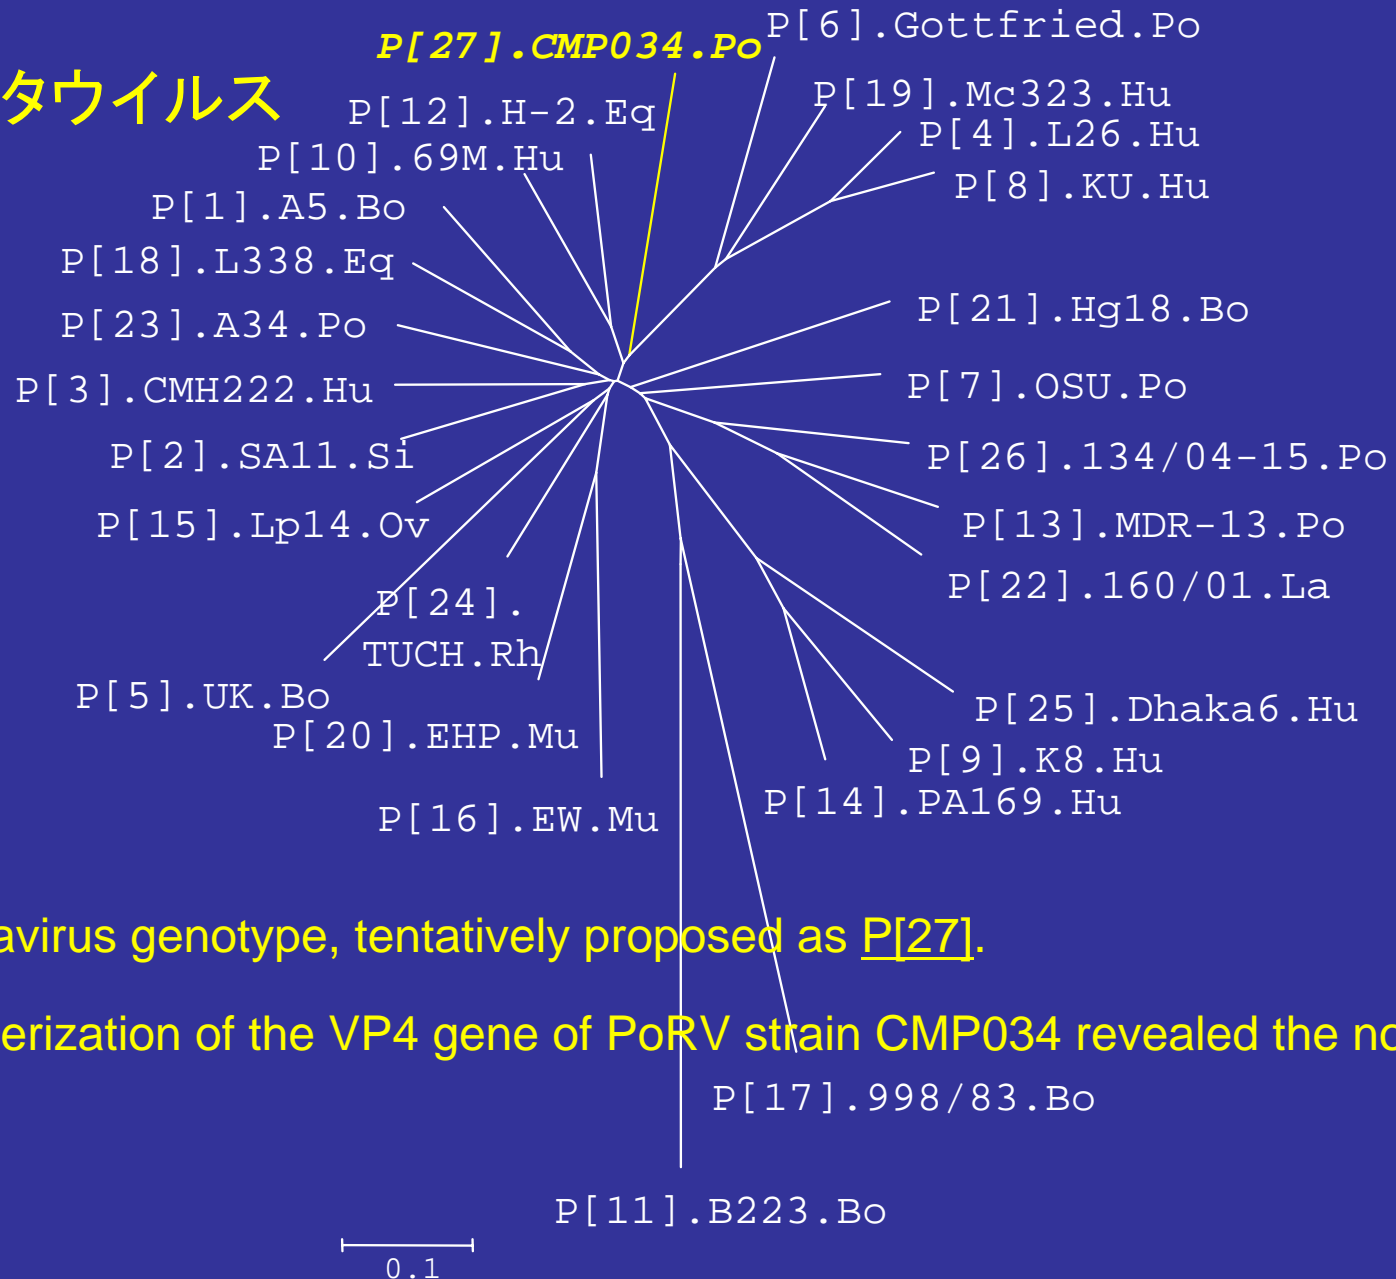 P[6].Gottfried.Po
P[27].CMP034.Po
タウイルス
P[12].H-2.Eq
P[19].Mc323.Hu
P[4].L26.Hu
P[10].69M.Hu
P[8].KU.Hu
P[1].A5.Bo
P[18].L338.Eq
P[21].Hg18.Bo
P[23].A34.Po
P[3].CMH222.Hu
P[7].OSU.Po
P[2].SA11.Si
P[26].134/04-15.Po
P[15].Lp14.Ov
P[13].MDR-13.Po
P[22].160/01.La
P[24].
TUCH.Rh
P[5].UK.Bo
P[25].Dhaka6.Hu
P[20].EHP.Mu
P[9].K8.Hu
P[14].PA169.Hu
P[16].EW.Mu
avirus genotype, tentatively proposed as P[27].
erization of the VP4 gene of PoRV strain CMP034 revealed the no
P[17].998/83.Bo
P[11].B223.Bo
0.1